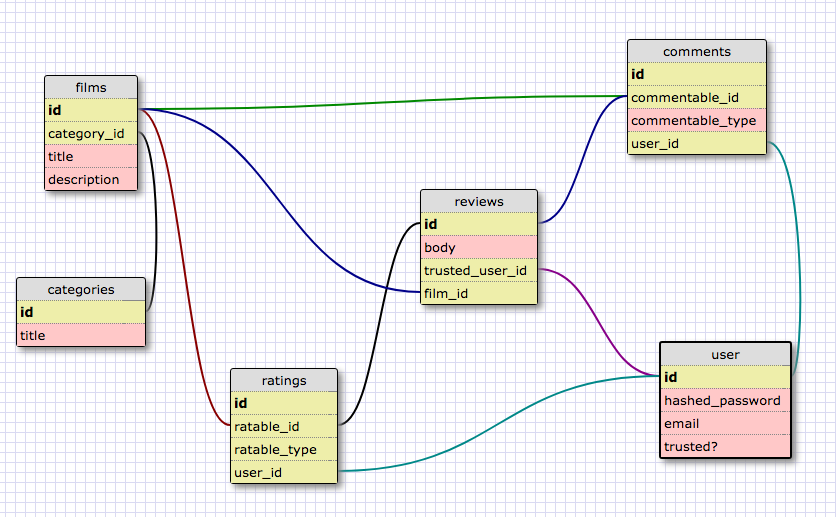 films
id
category_id
title
description
categories
id
title
ratings
id
ratable_id
ratable_type
user_id
reviews
id
body
trusted_user_id
film_id
comments
id
commentable_id
commentable_type
user_id
user
id
hashed_password
email
trusted?